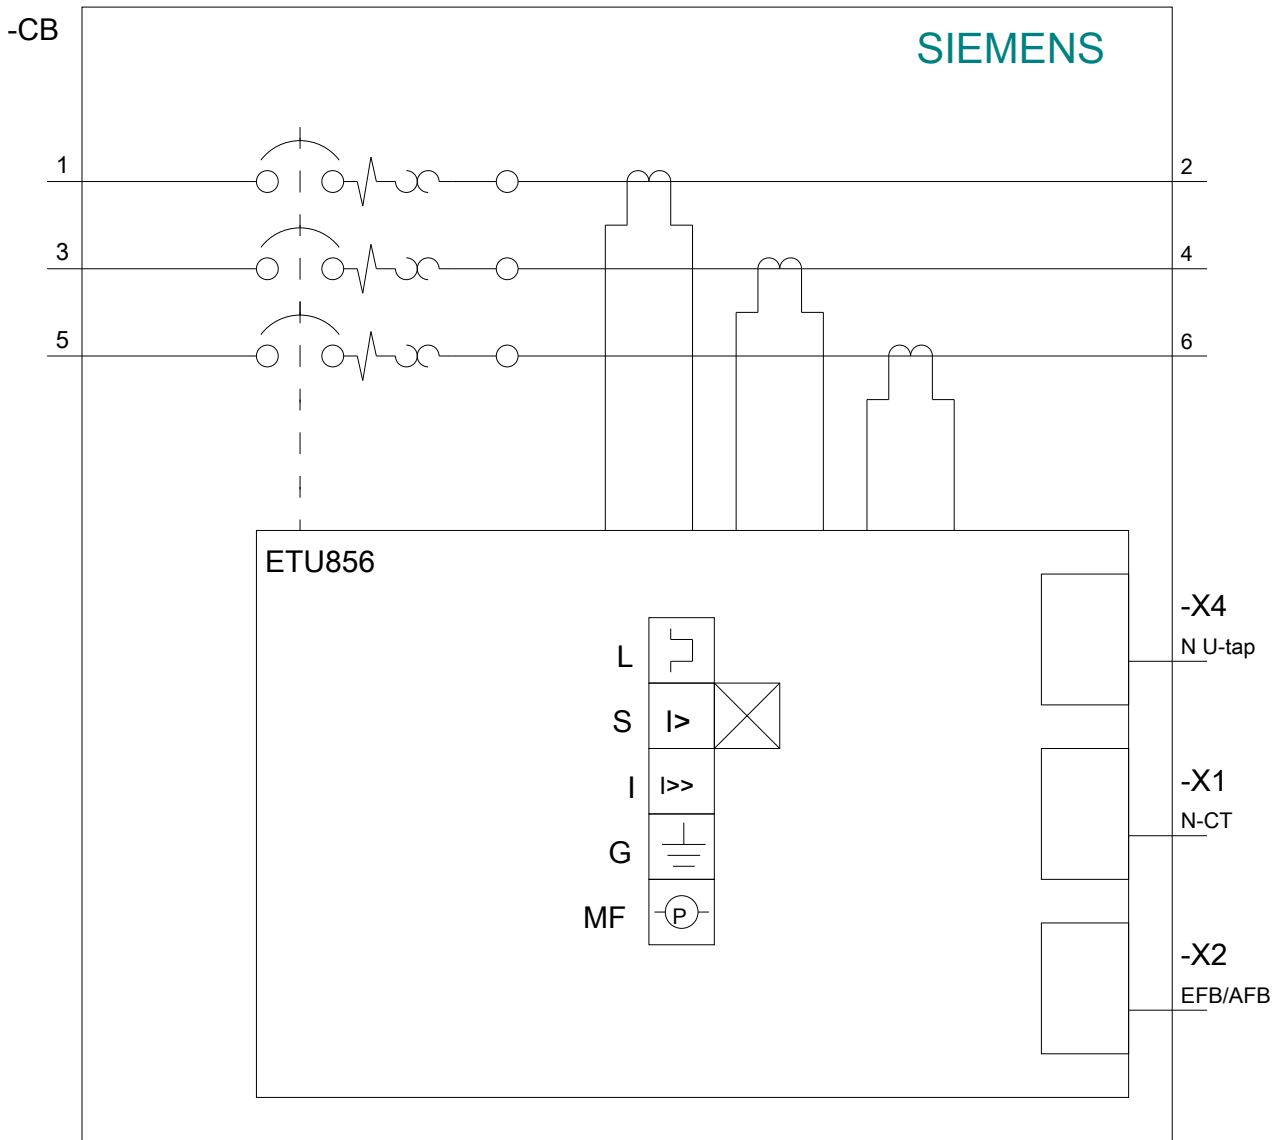 -CB
SIEMENS
1
2
3
4
5
6
ETU856
-X4
N U-tap
L
S I>
I I>>
-X1
N-CT
G
MF P
-X2
EFB/AFB